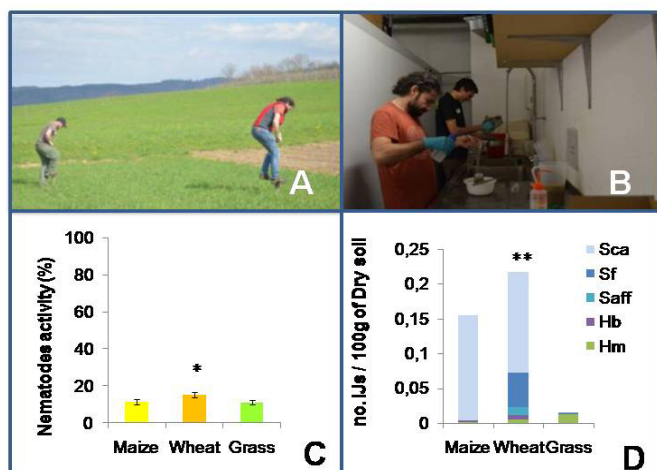 A
B
Nematodes activity (%)
100
80
60
40
20
0
*
Maize Wheat Grass
C
no. IJs / 100g of Dry soil
0,25
0,2
0,15
0,1
0,05
0
**
Sca
Sf
Saff
Hb
Hm
Maize Wheat Grass
D